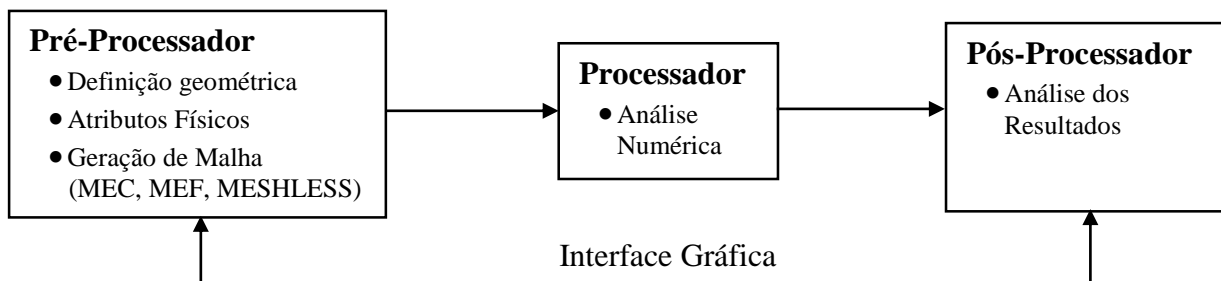 Pré-Processador
• Definição geométrica
• Atributos Físicos
• Geração de Malha
(MEC, MEF, MESHLESS)
Processador
• Análise
Numérica
Pós-Processador
• Análise dos
Resultados
Interface Gráfica